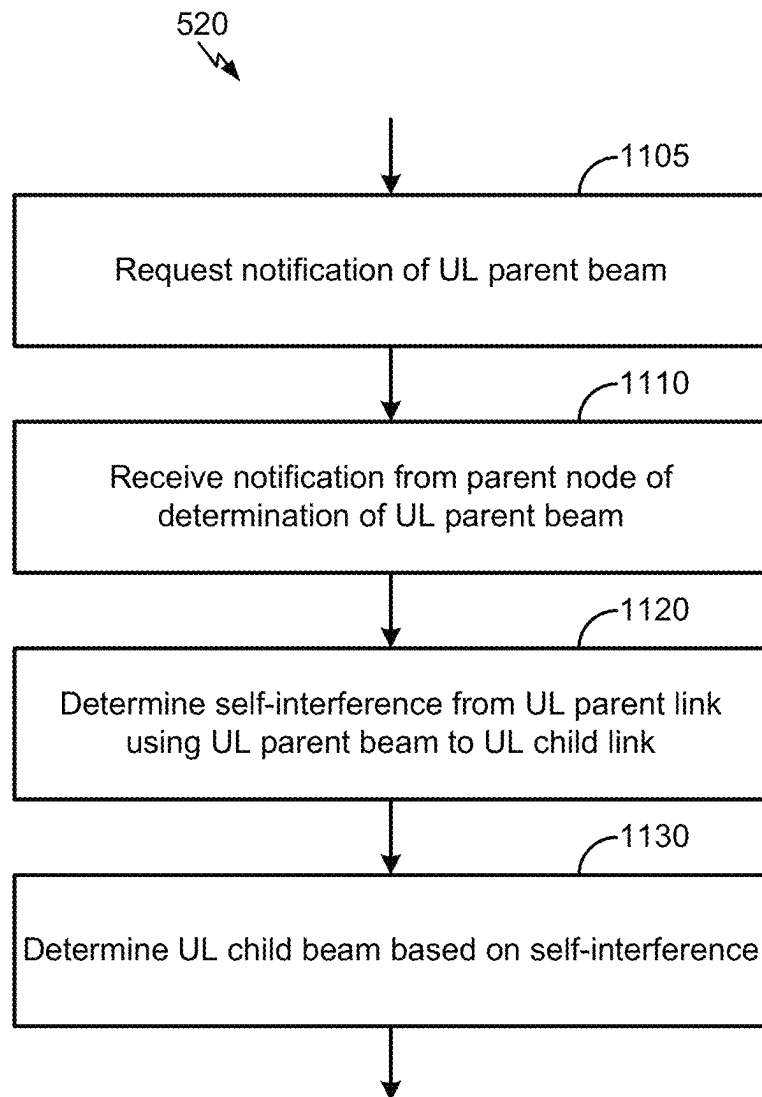 520
1105
Request notification of UL parent beam
1110
Receive notification from parent node of
determination of UL parent beam
1120
Determine self-interference from UL parent link
using UL parent beam to UL child link
1130
Determine UL child beam based on self-interference